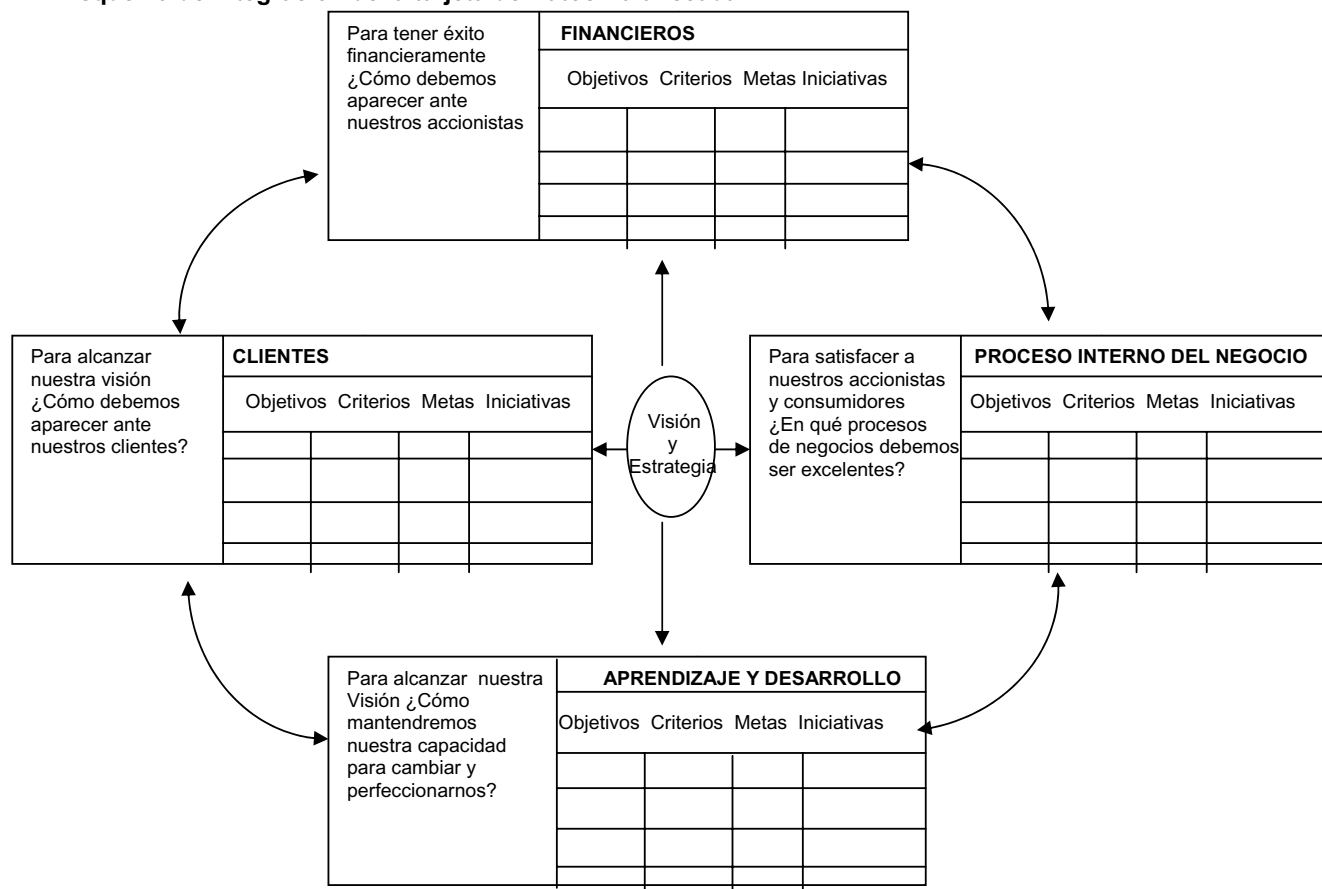 Para tener éxito
financieramente
¿Cómo debemos
aparecer ante
nuestros accionistas
FINANCIEROS
Objetivos Criterios Metas Iniciativas
Para alcanzar
nuestra visión
¿Cómo debemos
aparecer ante
nuestros clientes?
CLIENTES
Objetivos Criterios Metas Iniciativas
Visión
y
Estrategia
Para satisfacer a
nuestros accionistas
y consumidores
¿En qué procesos
de negocios debemos
ser excelentes?
PROCESO INTERNO DEL NEGOCIO
Objetivos Criterios Metas Iniciativas
Para alcanzar nuestra
Visión ¿Cómo
mantendremos
nuestra capacidad
para cambiar y
perfeccionarnos?
APRENDIZAJE Y DESARROLLO
Objetivos Criterios Metas Iniciativas